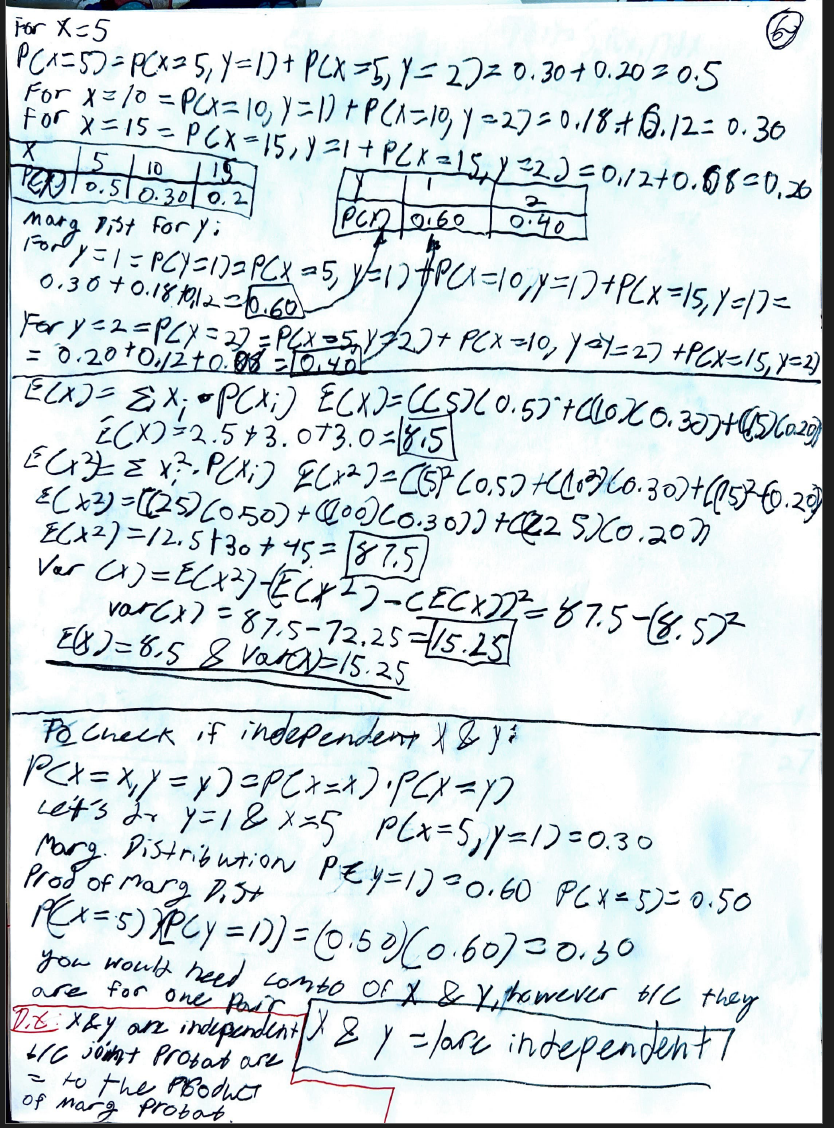 For X=5
6
P(X=5)=P(X=5, Y=1)+P(X=5, Y=2)=0.30+0.20=0.5
For X=10=P(X=10, Y=1)+P(X=10, Y=2)=0.18+0.12=0.30
For X=15=P(X=15, Y=1+P(X=15, Y=2)=0.12+0.08=0.20
X 5 10 15
P(X) 0.5 0.30 0.2
Y 1 2
P(Y) 0.60 0.40
Marg Dist for Y;
For Y=1=P(Y=1)=P(X=5, Y=1)+P(X=10, Y=1)+P(X=15, Y=1)=
0.30+0.18+0.12=0.60
For Y=2=P(Y=2)=P(X=5, Y=2)+P(X=10, Y=Y=2)+P(X=15, Y=2)
=0.20+0.12+0.08=0.40
E(X)=Σxi•P(Xi) E(X)=((5)(0.5)+((10)(0.30))+((15)(0.20)
E(X)=2.5+3.0+3.0=8.5
E(X²)=Σx²i·P(Xi) E(X²)=((5)²(0.5)+((10²)(0.30)+((15)²(0.20)
E(X2)=((25)(0.50)+((100)(0.30))+((225)(0.20))
E(X2)=12.5+30+45=87.5
Var(X)=E(X2)-(E(X2)-(E(X))²=87.5-(8.5)²
var(X)=87.5-72.25=15.25
E(X)=8.5 & Var(X)=15.25
To Check if independent X & Y:
P(X=x, Y=y)=P(X=x)·P(X=Y)
Let's Y=1 & X=5 P(X=5, Y=1)=0.30
Marg. Distribution P(Y=1)=0.60 P(X=5)=0.50
Prod of Marg Dist
P(X=5))(P(Y=1))=(0.50)(0.60)=0.30
you would need combo of X & Y, however b/c they
are for one pair
X & Y are independent
b/c joint Probab are
= to the Product
of Marg Probab.
X & Y =/are independent